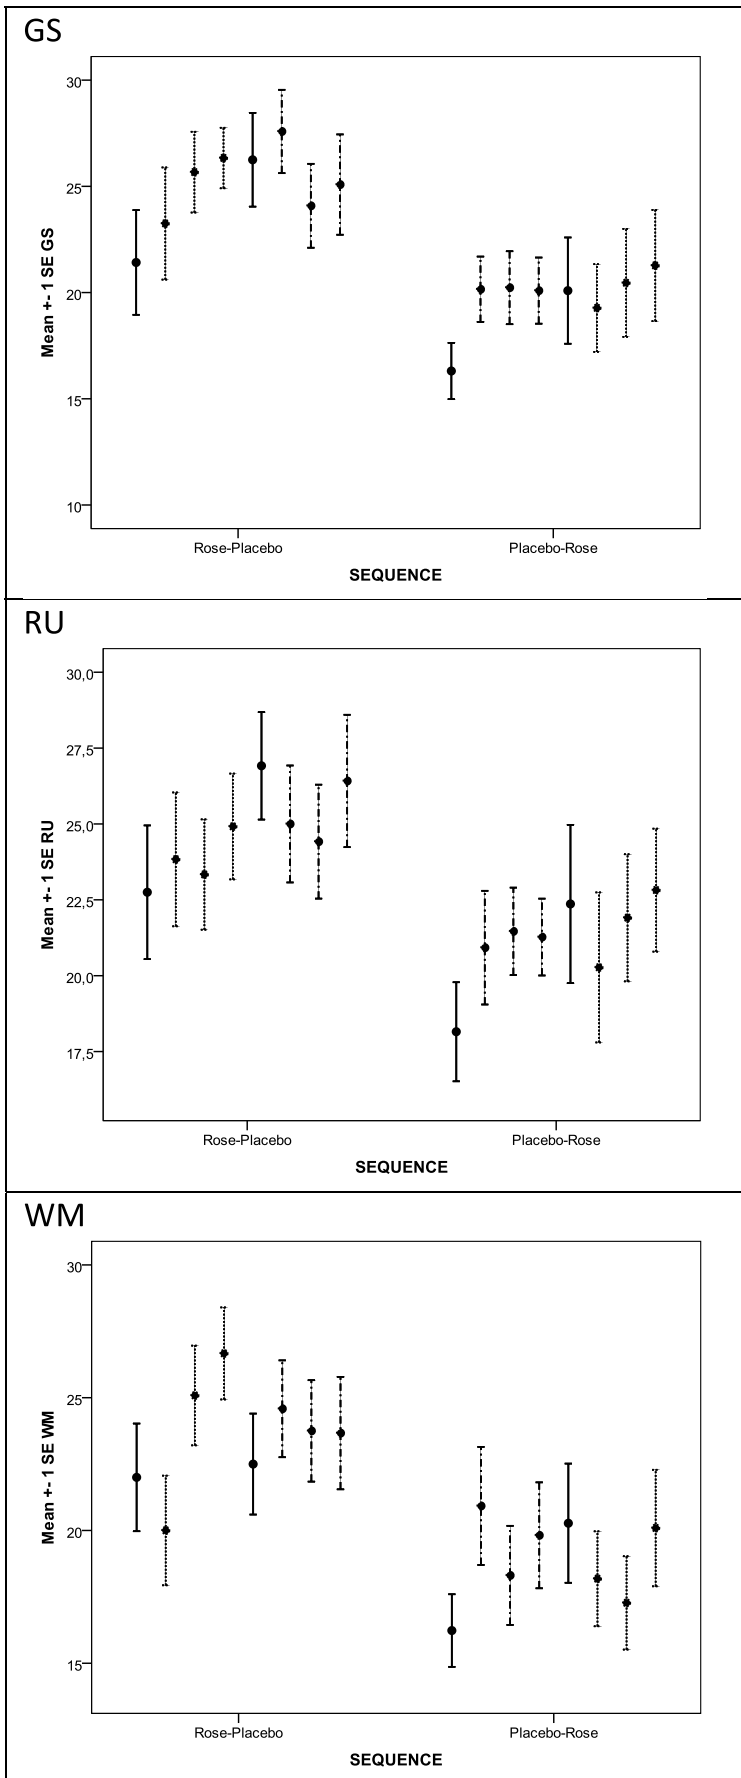 GS
30
25
20
15
10
Mean +- 1 SE GS
Rose-Placebo Placebo-Rose
SEQUENCE
RU
30,0
27,5
25,0
22,5
20,0
17,5
Mean +- 1 SE RU
Rose-Placebo Placebo-Rose
SEQUENCE
WM
30
25
20
15
Mean +- 1 SE WM
Rose-Placebo Placebo-Rose
SEQUENCE